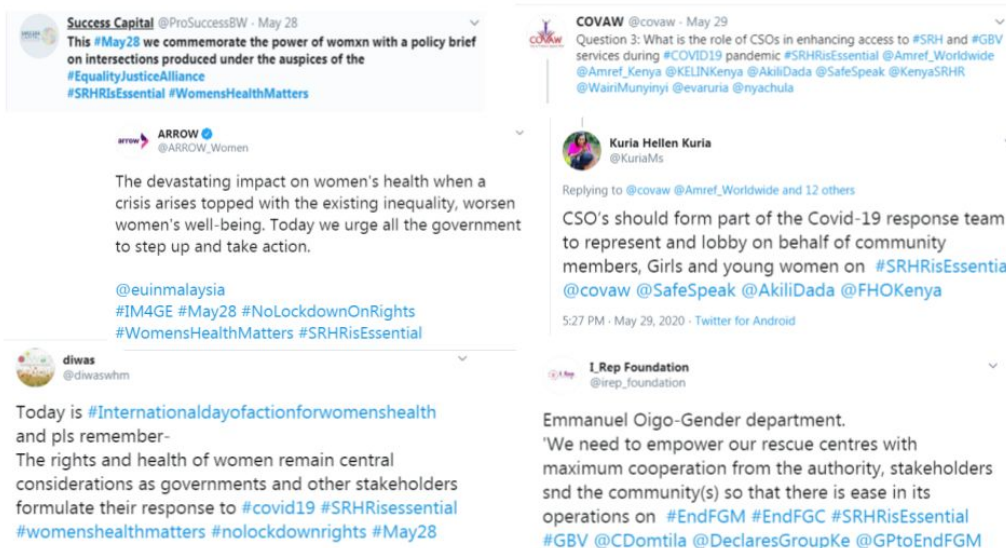 Success Capital @ProSuccessBW · May 28
This #May28 we commemorate the power of womxn with a policy brief
on intersections produced under the auspices of the
#EqualityJusticeAlliance
#SRHRIsEssential #WomensHealthMatters
ARROW
@ARROW_Women
The devastating impact on women's health when a
crisis arises topped with the existing inequality, worsen
women's well-being. Today we urge all the government
to step up and take action.
@euinmalaysia
#IM4GE #May28 #NoLockdownOnRights
#WomensHealthMatters #SRHRisEssential
diwas
@diwaswhm
Today is #Internationaldayofactionforwomenshealth
and pls remember-
The rights and health of women remain central
considerations as governments and other stakeholders
formulate their response to #covid19 #SRHRisessential
#womenshealthmatters #nolockdownrights #May28
COVAW
COVAW @covaw · May 29
Question 3: What is the role of CSOs in enhancing access to #SRH and #GBV
services during #COVID19 pandemic #SRHRisEssential @Amref_Worldwide
@Amref_Kenya @KELINKenya @AkiliDada @SafeSpeak @KenyaSRHR
@WairiMunyinyi @evaruria @nyachula
Kuria Hellen Kuria
@KuriaMs
Replying to @covaw @Amref_Worldwide and 12 others
CSO's should form part of the Covid-19 response team
to represent and lobby on behalf of community
members, Girls and young women on #SRHRisEssentia
@covaw @SafeSpeak @AkiliDada @FHOKenya
5:27 PM · May 29, 2020 · Twitter for Android
I_Rep Foundation
@irep_foundation
Emmanuel Oigo-Gender department.
'We need to empower our rescue centres with
maximum cooperation from the authority, stakeholders
snd the community(s) so that there is ease in its
operations on #EndFGM #EndFGC #SRHRisEssential
#GBV @CDomtila @DeclaresGroupKe @GPtoEndFGM